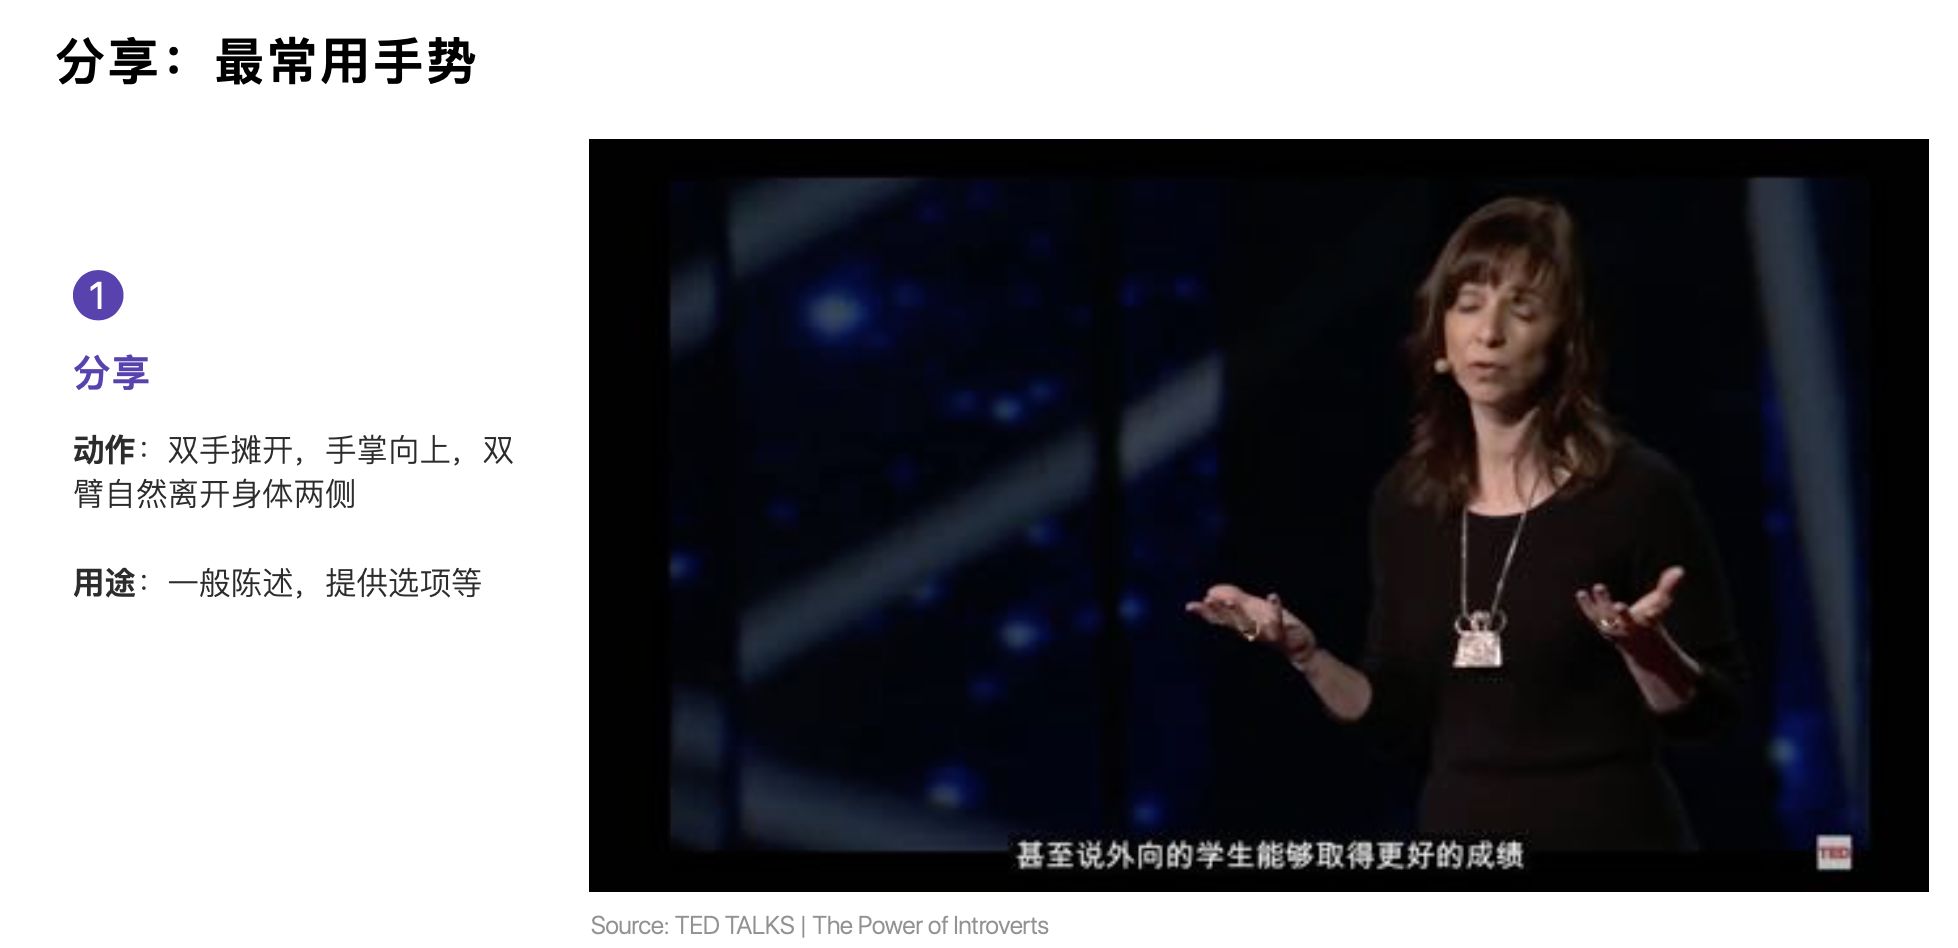 分享：最常用手势
1
分享
动作：双手摊开，手掌向上，双
臂自然离开身体两侧
用途：一般陈述，提供选项等
甚至说外向的学生能够取得更好的成绩
TED
Source: TED TALKS | The Power of Introverts